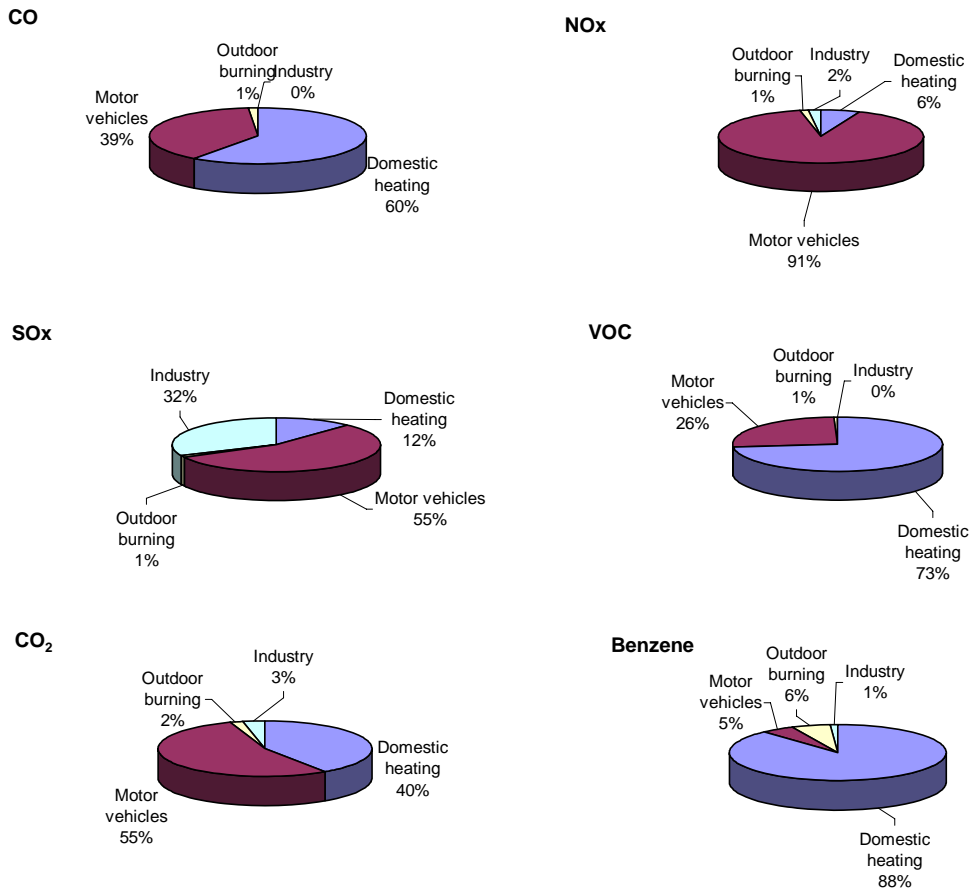 CO
Outdoor
burning
1%
Industry
0%
Motor
vehicles
39%
Domestic
heating
60%
NOx
Outdoor
burning
1%
Industry
2%
Domestic
heating
6%
Motor vehicles
91%
SOx
Industry
32%
Domestic
heating
12%
Motor vehicles
55%
Outdoor
burning
1%
VOC
Motor
vehicles
26%
Outdoor
burning
1%
Industry
0%
Domestic
heating
73%
CO₂
Outdoor
burning
2%
Industry
3%
Domestic
heating
40%
Motor
vehicles
55%
Benzene
Motor
vehicles
5%
Outdoor
burning
6%
Industry
1%
Domestic
heating
88%